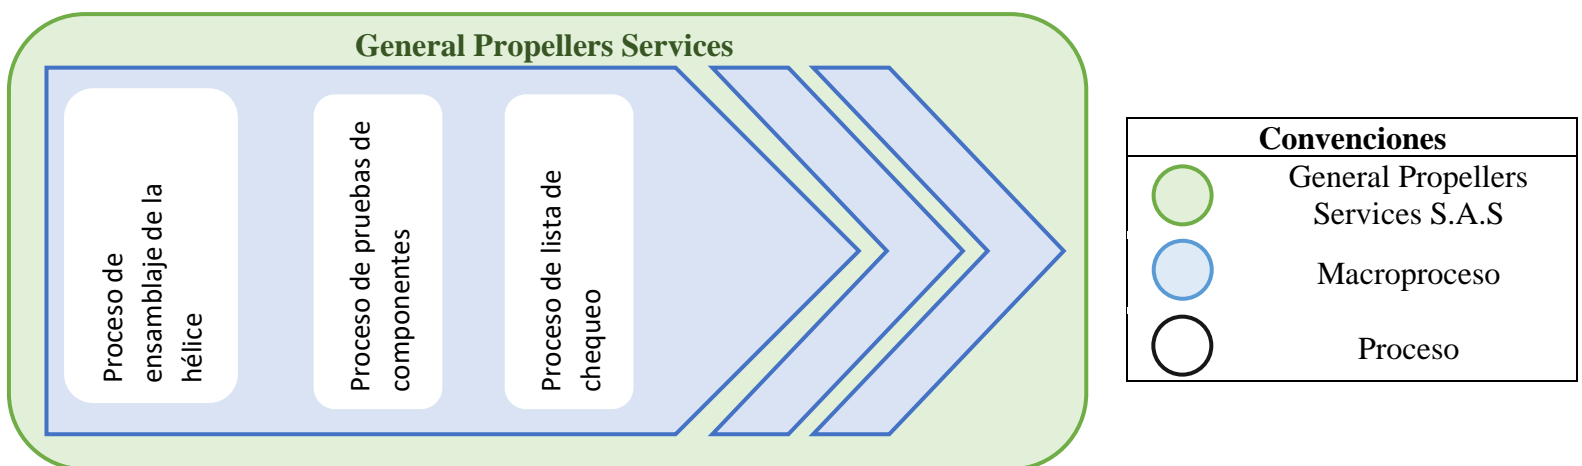 General Propellers Services
Proceso de
ensamblaje de la
hélice
Proceso de pruebas de
componentes
Proceso de lista de
chequeo
Convenciones
General Propellers
Services S.A.S
Macroproceso
Proceso